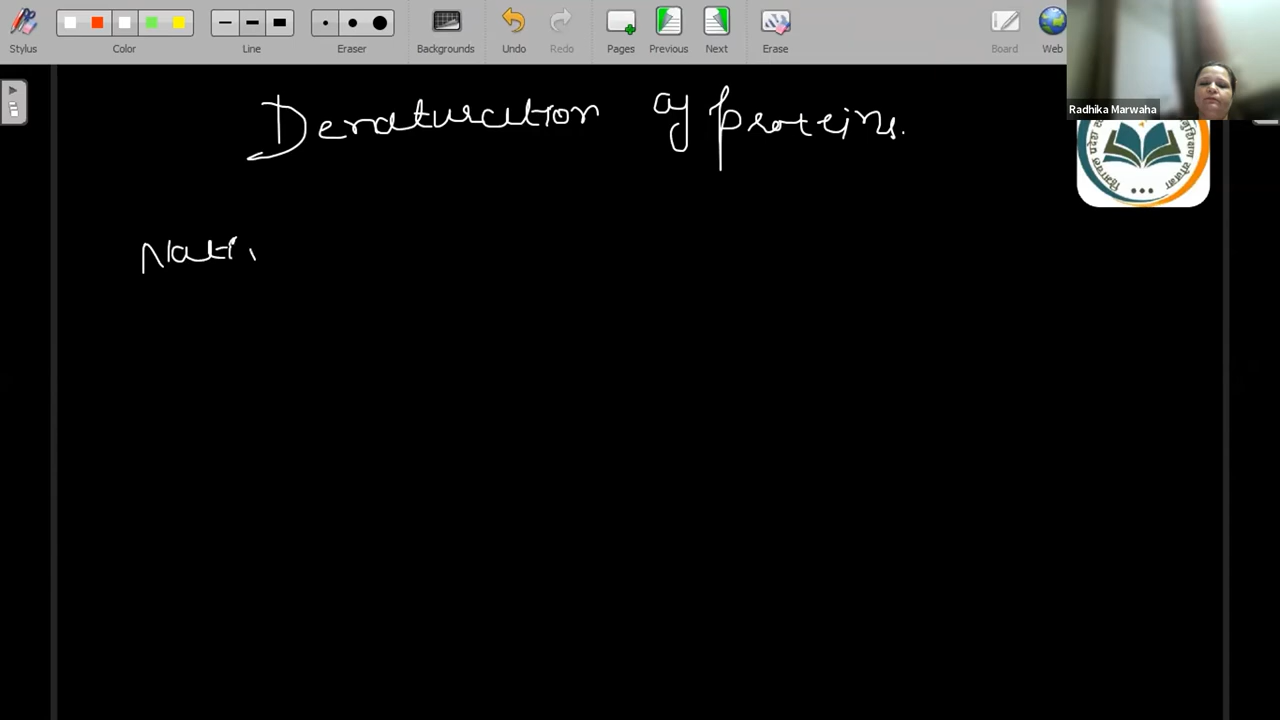 Stylus Color Line Eraser Backgrounds Undo Redo Pages Previous Next Erase Board Web
Radhika Marwaha
Denaturation of proteins.
Nati